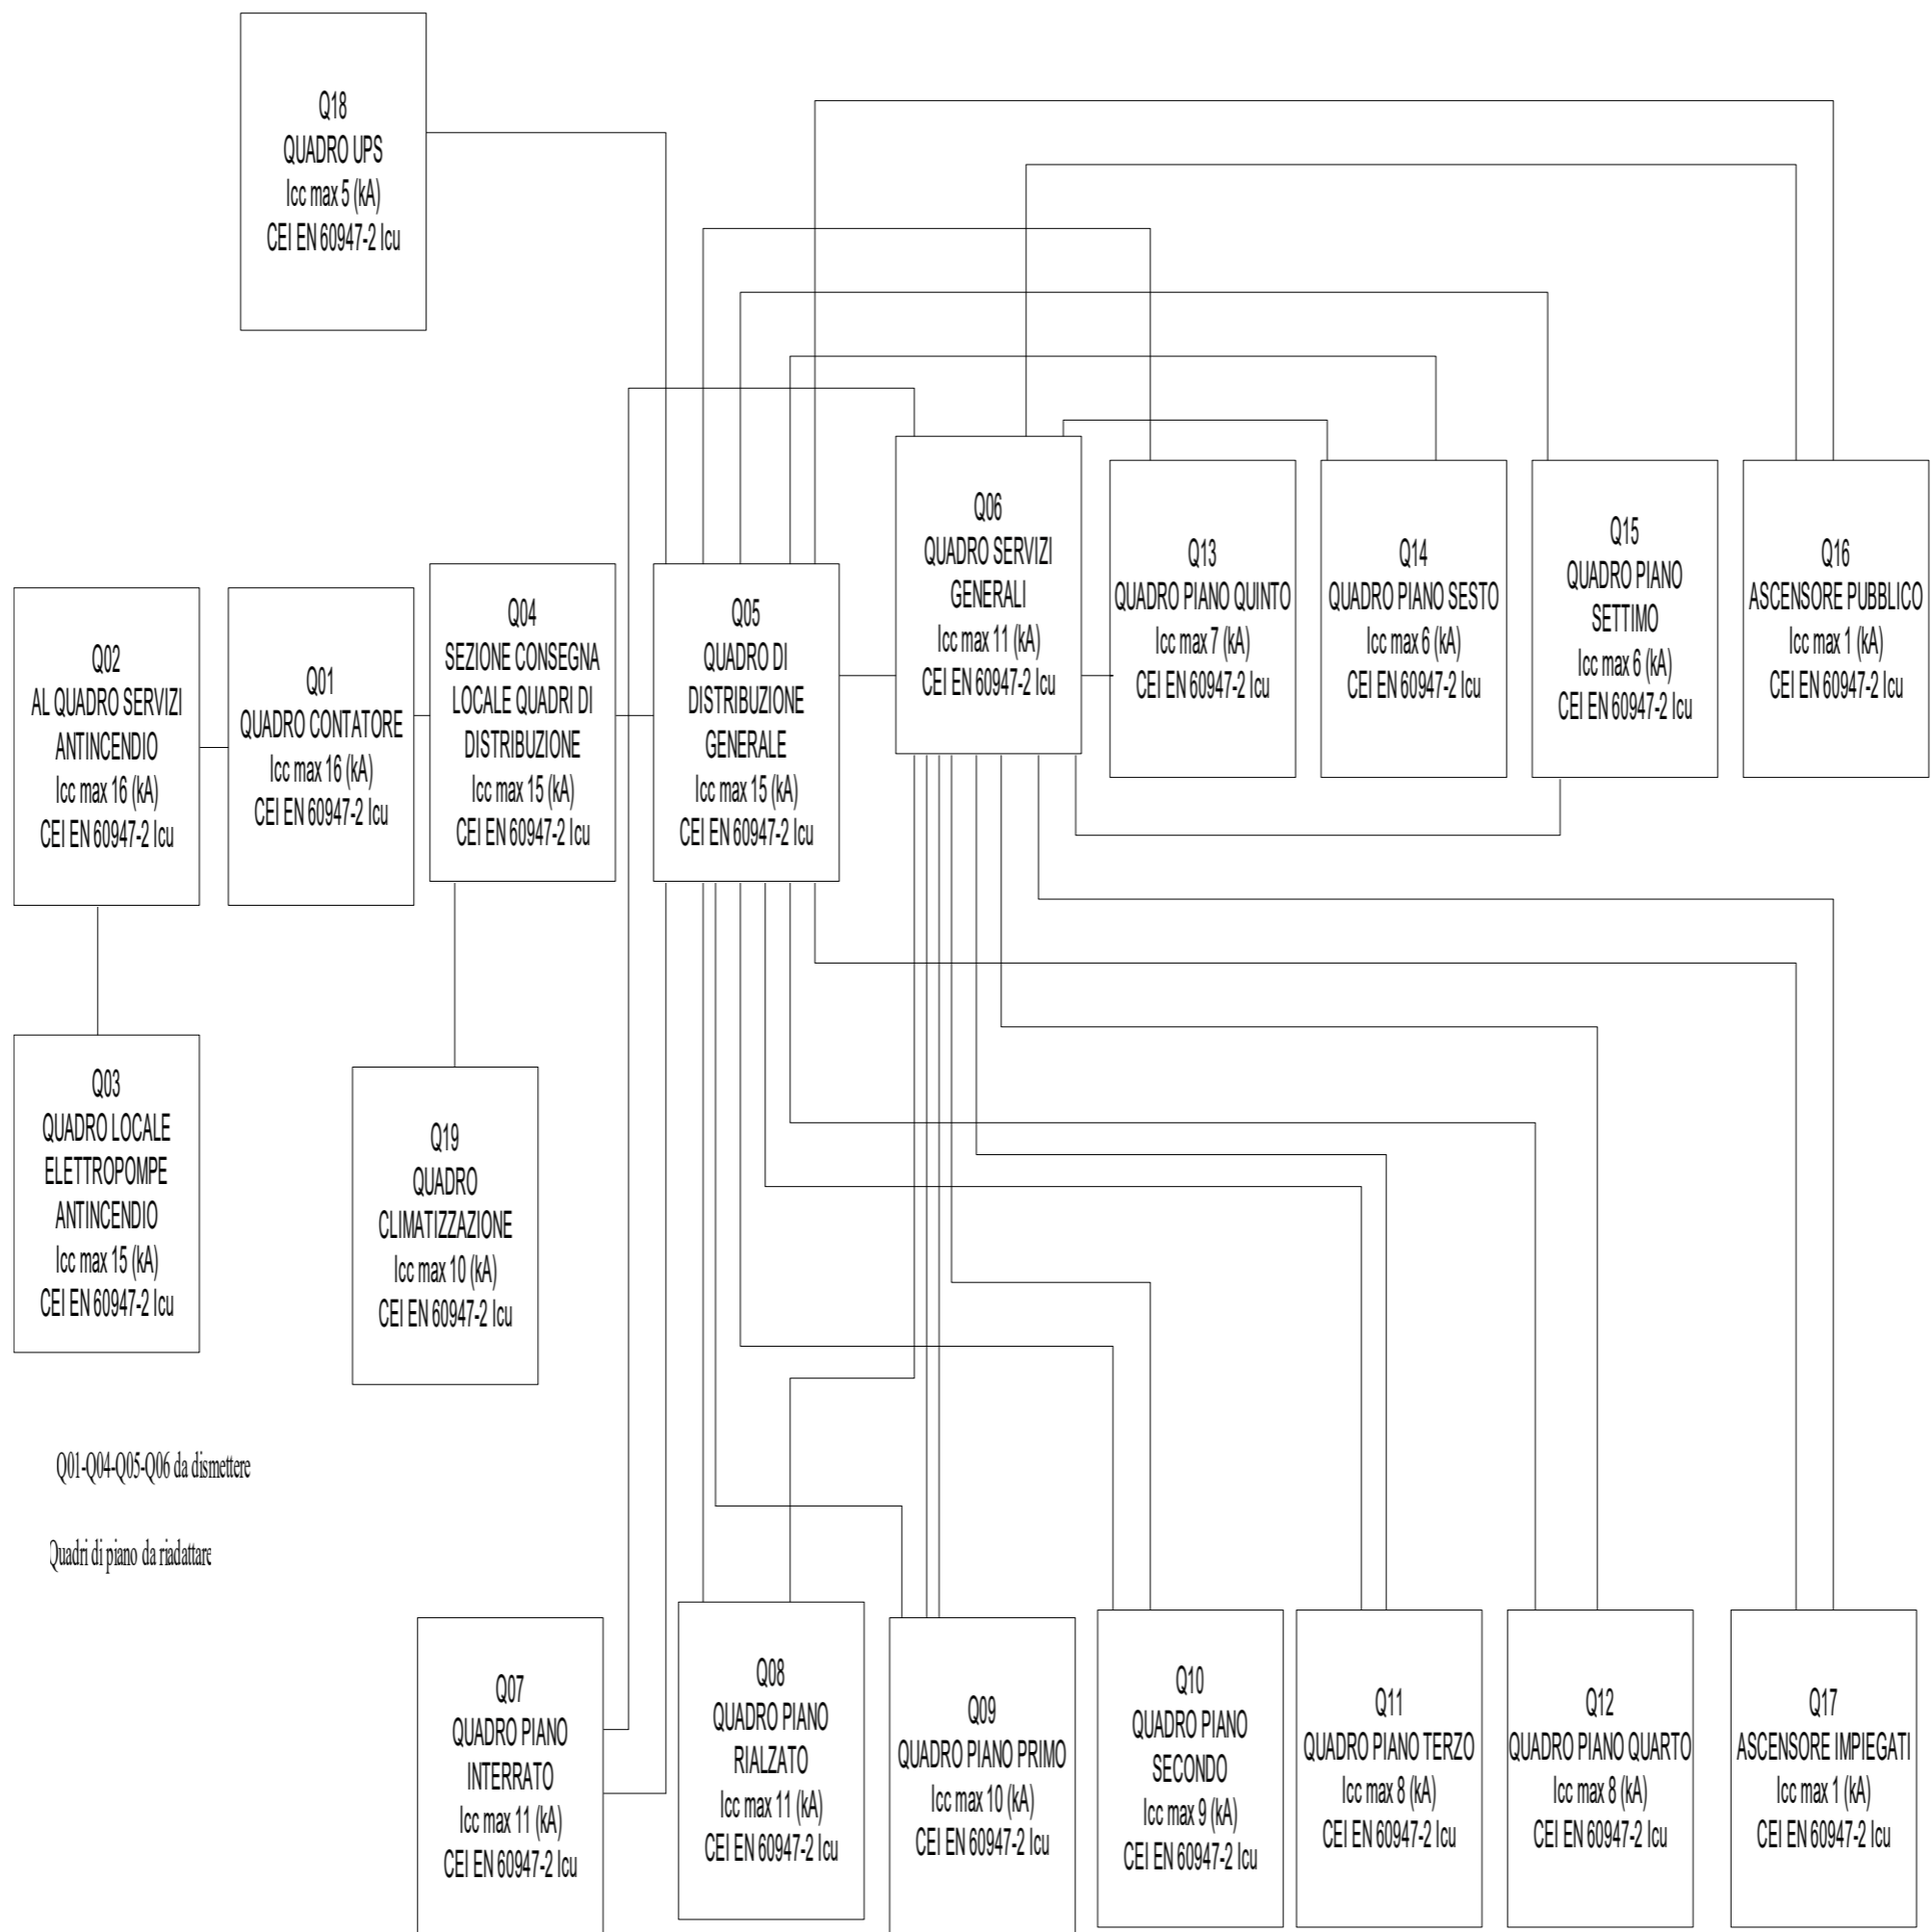 Q18
QUADRO UPS
Icc max 5 (kA)
CEI EN 60947-2 Icu
Q06
QUADRO SERVIZI
GENERALI
Icc max 11 (kA)
CEI EN 60947-2 Icu
Q13
QUADRO PIANO QUINTO
Icc max 7 (kA)
CEI EN 60947-2 Icu
Q14
QUADRO PIANO SESTO
Icc max 6 (kA)
CEI EN 60947-2 Icu
Q15
QUADRO PIANO
SETTIMO
Icc max 6 (kA)
CEI EN 60947-2 Icu
Q16
ASCENSORE PUBBLICO
Icc max 1 (kA)
CEI EN 60947-2 Icu
Q02
AL QUADRO SERVIZI
ANTINCENDIO
Icc max 16 (kA)
CEI EN 60947-2 Icu
Q01
QUADRO CONTATORE
Icc max 16 (kA)
CEI EN 60947-2 Icu
Q04
SEZIONE CONSEGNA
LOCALE QUADRI DI
DISTRIBUZIONE
Icc max 15 (kA)
CEI EN 60947-2 Icu
Q05
QUADRO DI
DISTRIBUZIONE
GENERALE
Icc max 15 (kA)
CEI EN 60947-2 Icu
Q03
QUADRO LOCALE
ELETTROPOMPE
ANTINCENDIO
Icc max 15 (kA)
CEI EN 60947-2 Icu
Q19
QUADRO
CLIMATIZZAZIONE
Icc max 10 (kA)
CEI EN 60947-2 Icu
Q01-Q04-Q05-Q06 da dismettere
Quadri di piano da riadattare
Q07
QUADRO PIANO
INTERRATO
Icc max 11 (kA)
CEI EN 60947-2 Icu
Q08
QUADRO PIANO
RIALZATO
Icc max 11 (kA)
CEI EN 60947-2 Icu
Q09
QUADRO PIANO PRIMO
Icc max 10 (kA)
CEI EN 60947-2 Icu
Q10
QUADRO PIANO
SECONDO
Icc max 9 (kA)
CEI EN 60947-2 Icu
Q11
QUADRO PIANO TERZO
Icc max 8 (kA)
CEI EN 60947-2 Icu
Q12
QUADRO PIANO QUARTO
Icc max 8 (kA)
CEI EN 60947-2 Icu
Q17
ASCENSORE IMPIEGATI
Icc max 1 (kA)
CEI EN 60947-2 Icu